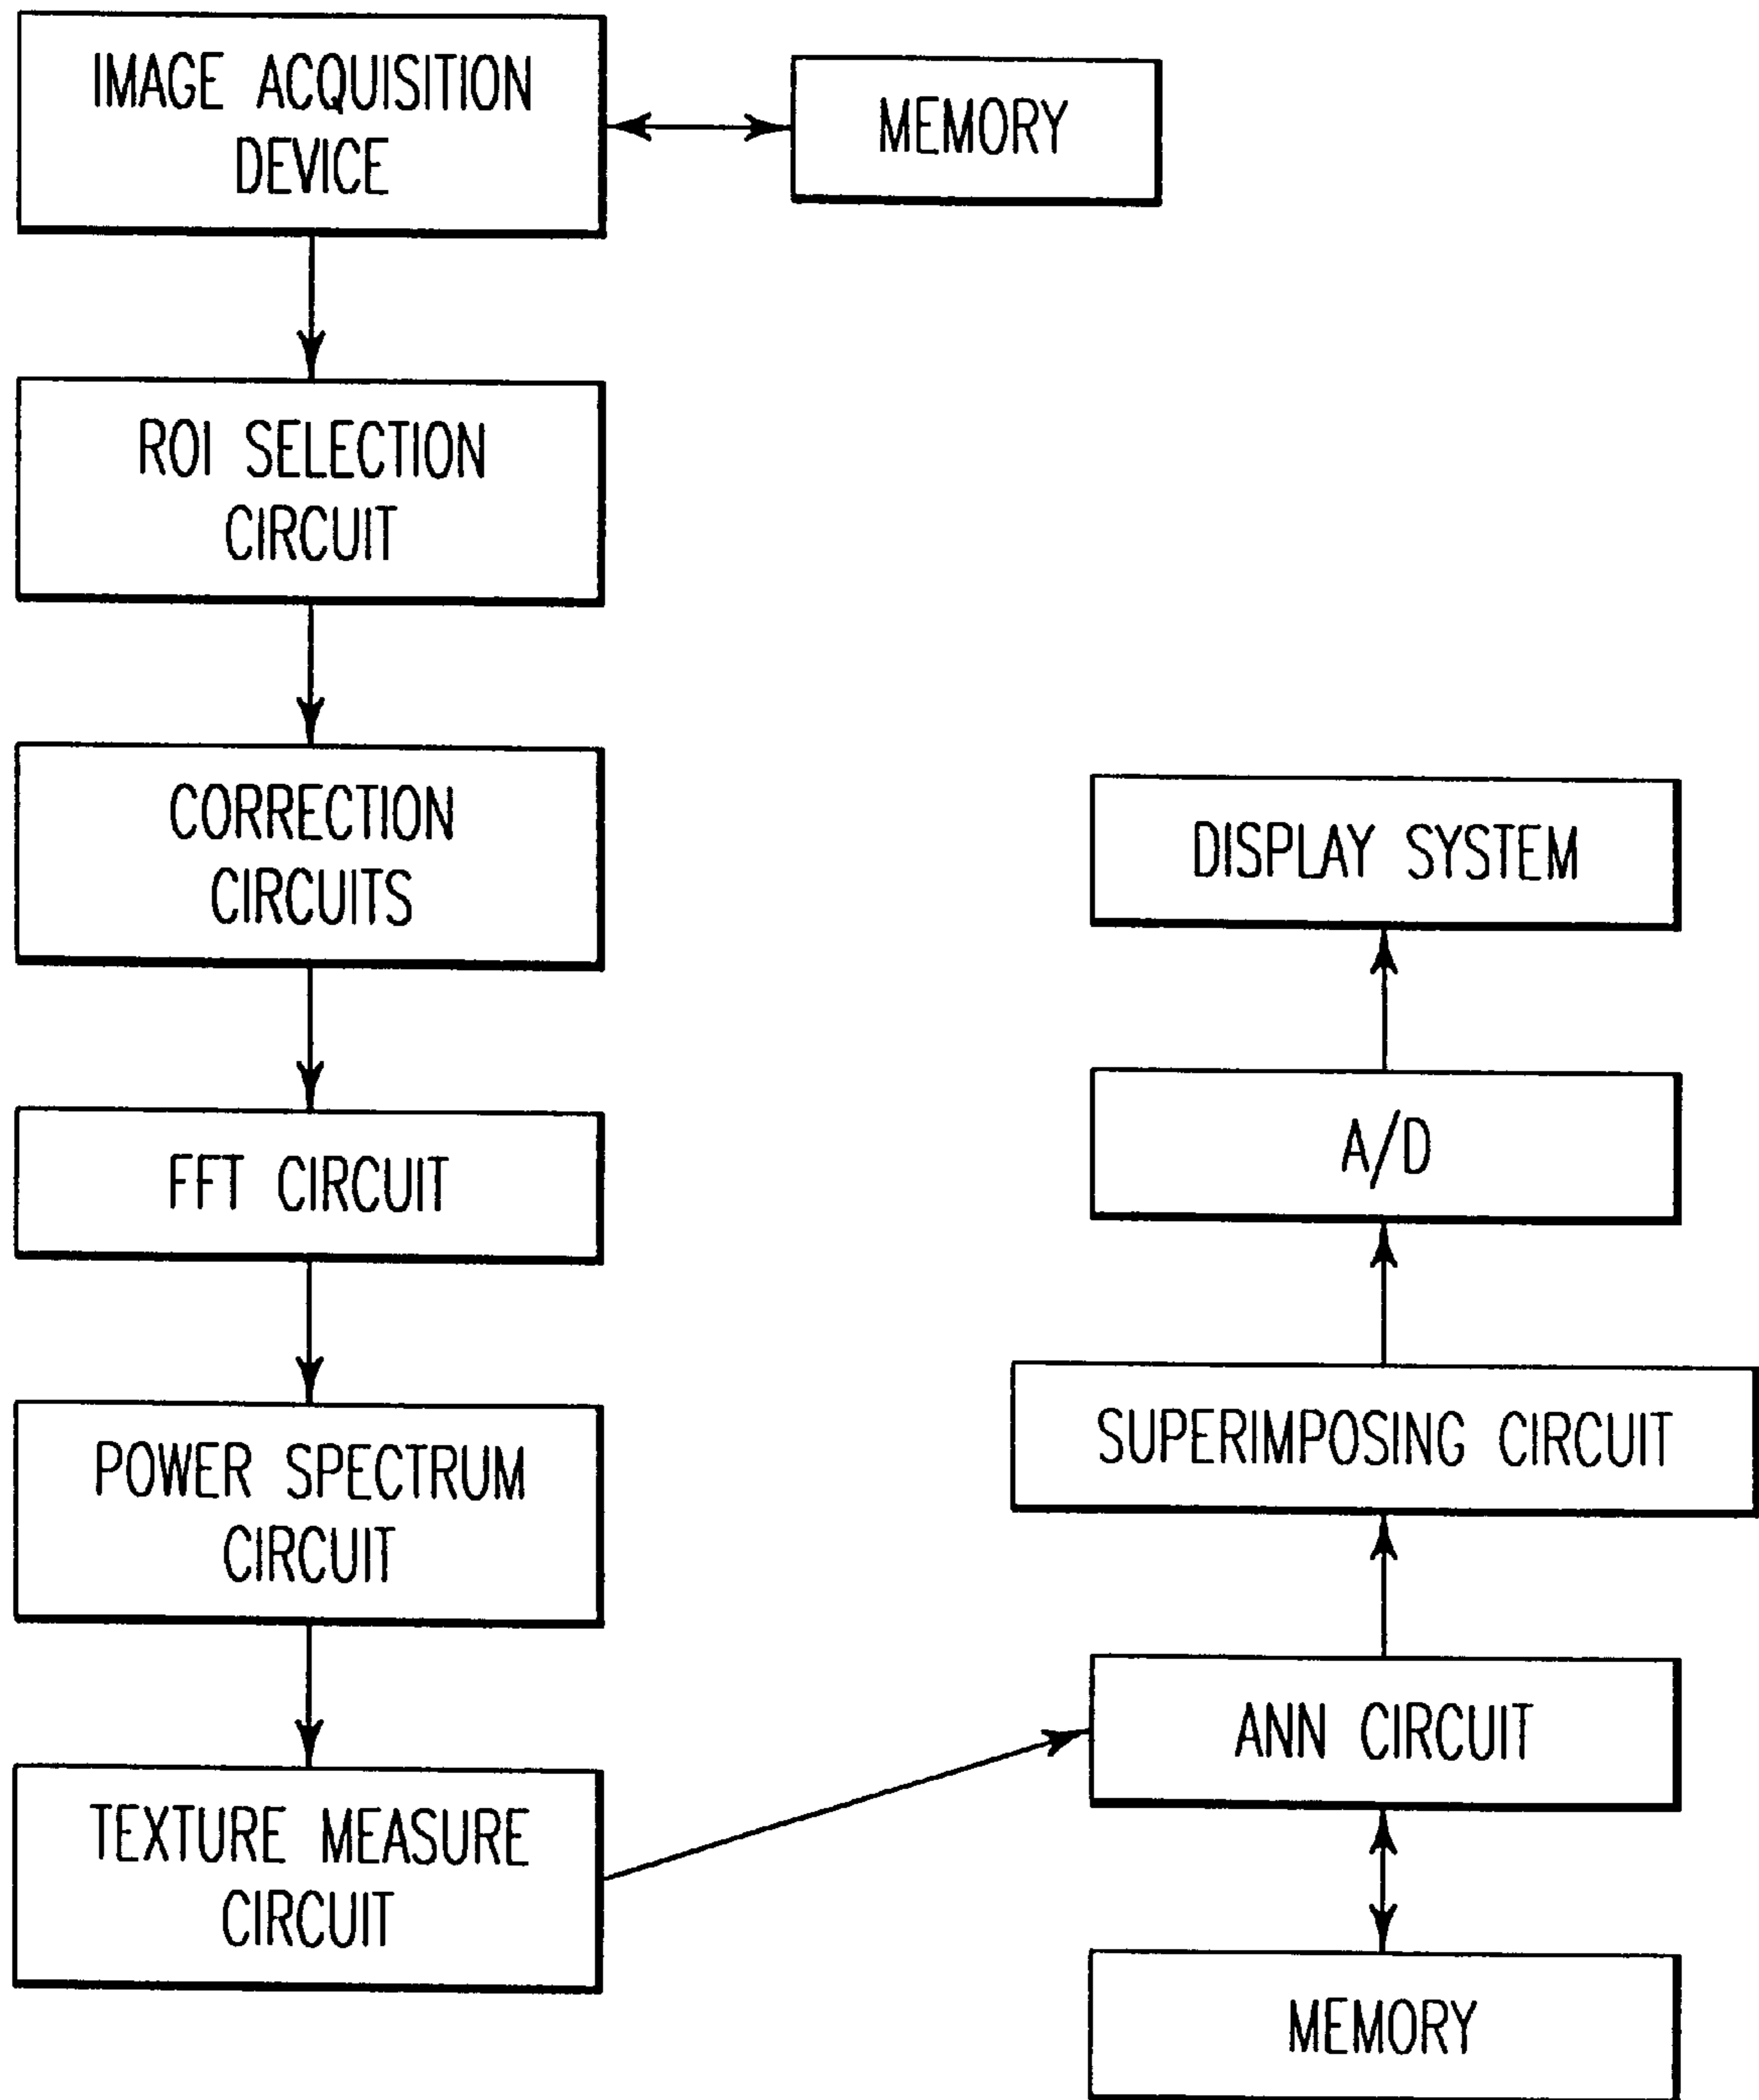 IMAGE ACQUISITION
DEVICE
MEMORY
ROI SELECTION
CIRCUIT
CORRECTION
CIRCUITS
FFT CIRCUIT
POWER SPECTRUM
CIRCUIT
TEXTURE MEASURE
CIRCUIT
DISPLAY SYSTEM
A/D
SUPERIMPOSING CIRCUIT
ANN CIRCUIT
MEMORY